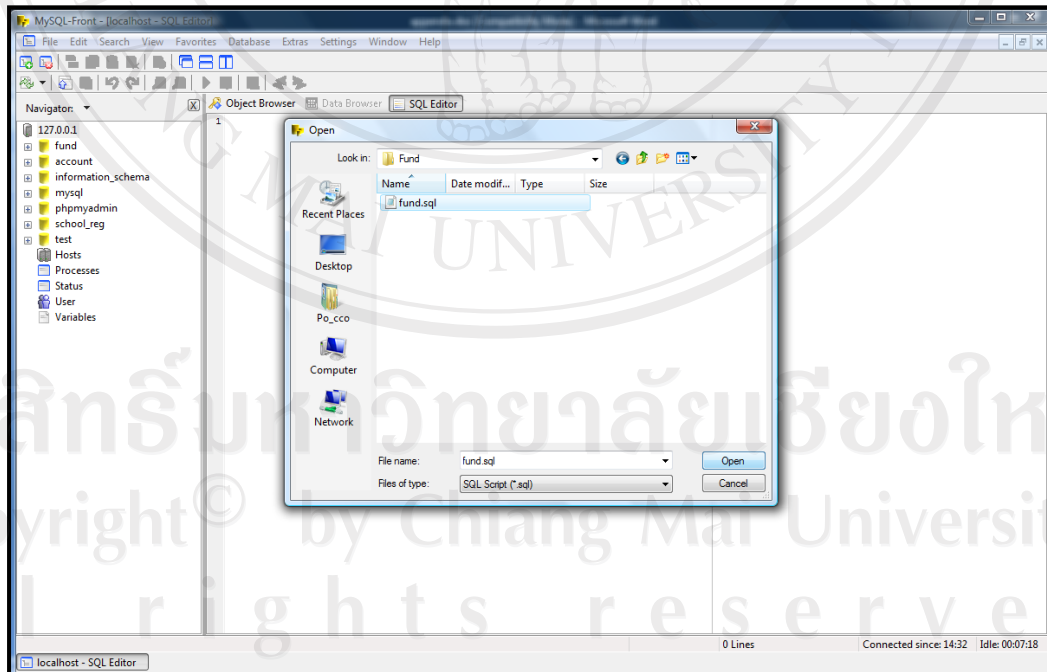 MySQL-Front - [localhost - SQL Editor]
File Edit Search View Favorites Database Extras Settings Window Help
Navigator:
Object Browser Data Browser SQL Editor
127.0.0.1
fund
account
information_schema
mysql
phpmyadmin
school_reg
test
Hosts
Processes
Status
User
Variables
1
Open
Look in: Fund
Name Date modif... Type Size
fund.sql
Recent Places
Desktop
Po_cco
Computer
Network
File name: fund.sql Open
Files of type: SQL Script (*.sql) Cancel
0 Lines Connected since: 14:32 Idle: 00:07:18
localhost - SQL Editor
NG MAI UNIVERSITY
สิทธิ์มหาวิทยาลัยเชียงให
yright© by Chiang Mai Universit
l rights reserve